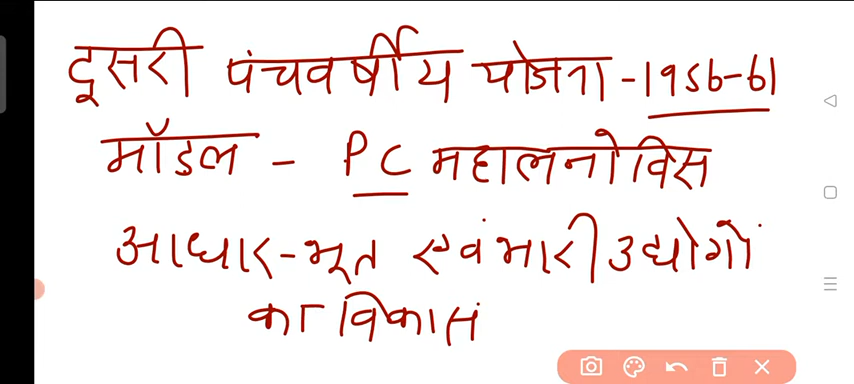 दूसरी पंचवर्षीय योजना - 1956-61
मॉडल - PC महालनोविस
आधार-भूत एवं भारी उद्योगों
का विकास